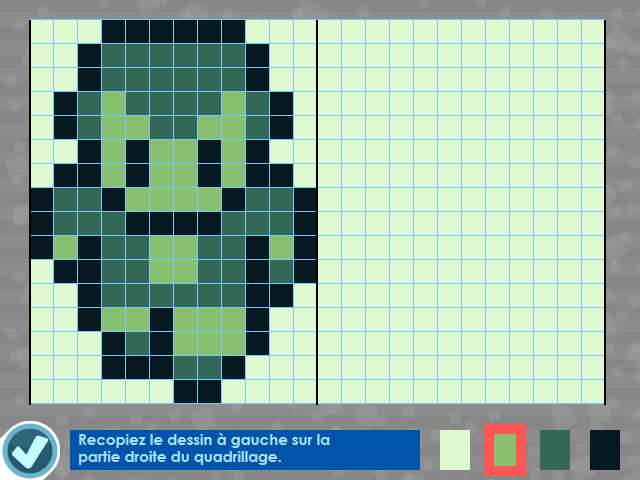 Recopiez le dessin à gauche sur la
partie droite du quadrillage.